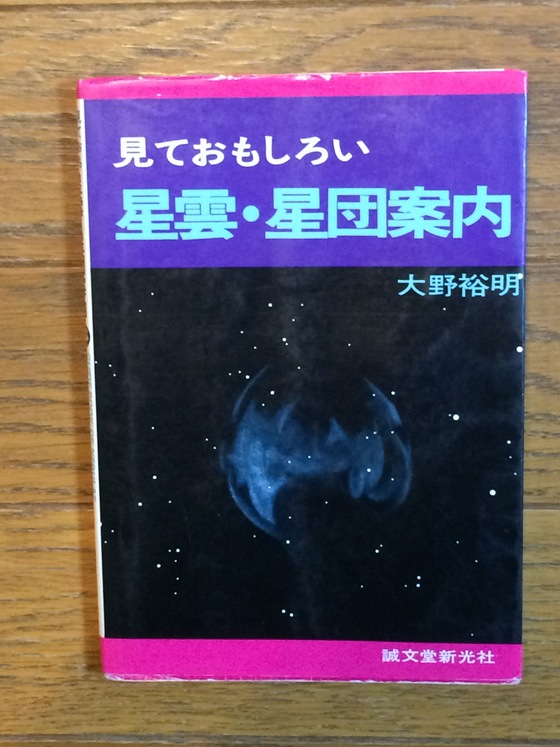 見ておもしろい
星雲・星団案内
大野裕明
誠文堂新光社